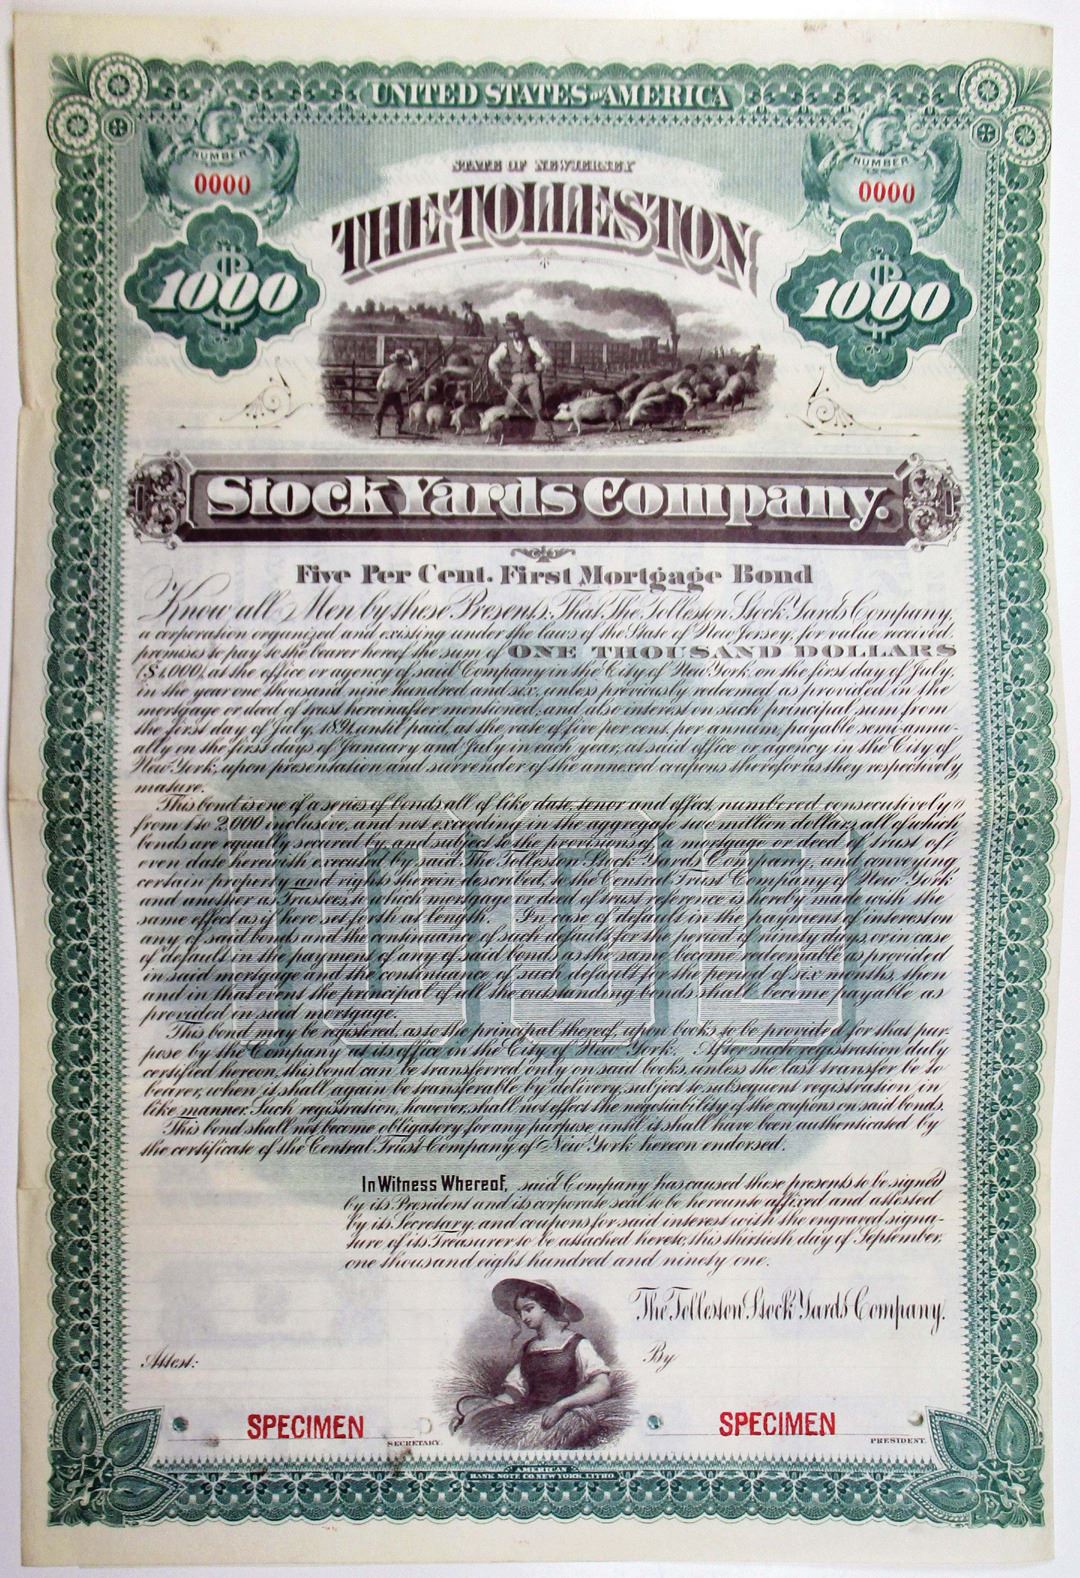 UNITED STATES OF AMERICA
NUMBER
0000
NUMBER
0000
STATE OF NEW JERSEY
THE TOLLESTON
$1000
$1000
Stock Yards Company.
Five Per Cent. First Mortgage Bond
Know all Men by these Presents: That The Tolleston Stock Yards Company,
a corporation organized and existing under the laws of the State of New Jersey, for value received,
promises to pay to the bearer hereof the sum of ONE THOUSAND DOLLARS
($1,000), at the office or agency of said Company in the City of New York, on the first day of July,
in the year one thousand nine hundred and six, unless previously redeemed as provided in the
mortgage or deed of trust hereinafter mentioned, and also interest on such principal sum from
the first day of July, 1891, until paid, at the rate of five per cent. per annum, payable semi-annu-
ally on the first days of January and July in each year, at said office or agency in the City of
New York, upon presentation and surrender of the annexed coupons therefor as they respectively
mature.
This bond is one of a series of bonds all of like date, tenor and effect, numbered consecutively
from 1 to 2,000 inclusive, and not exceeding in the aggregate two million dollars, all of which
bonds are equally secured by, and subject to the provisions of a mortgage or deed of trust of
even date herewith executed by said The Tolleston Stock Yards Company, and conveying
certain property and rights therein described, to the Central Trust Company of New York
and another as Trustees, to which mortgage or deed of trust reference is hereby made with the
same effect as if here set forth at length. In case of default in the payment of interest on
any of said bonds and the continuance of such default for the period of ninety days, or in case
of default in the payment of any of said bonds as the same become redeemable as provided
in said mortgage and the continuance of such default for the period of six months, then
and in that event the principal of all the outstanding bonds shall become payable as
provided in said mortgage.
This bond may be registered, as to the principal thereof, upon books to be provided for that pur-
pose by the Company at its office in the City of New York. After such registration duly
certified hereon, this bond can be transferred only on said books, unless the last transfer be to
bearer, when it shall again be transferable by delivery, subject to subsequent registration in
like manner. Such registration, however, shall not effect the negotiability of the coupons on said bonds.
This bond shall not become obligatory for any purpose, until it shall have been authenticated by
the certificate of the Central Trust Company of New York hereon endorsed.
In Witness Whereof, said Company has caused these presents to be signed
by its President and its corporate seal to be hereunto affixed and attested
by its Secretary, and coupons for said interest with the engraved signa-
ture of its Treasurer to be attached hereto, this thirtieth day of September,
one thousand eight hundred and ninety one.
The Tolleston Stock Yards Company.
Attest:
By
SPECIMEN
SECRETARY.
SPECIMEN
PRESIDENT.
AMERICAN
BANK NOTE CO. NEW YORK, LITHO.
1000